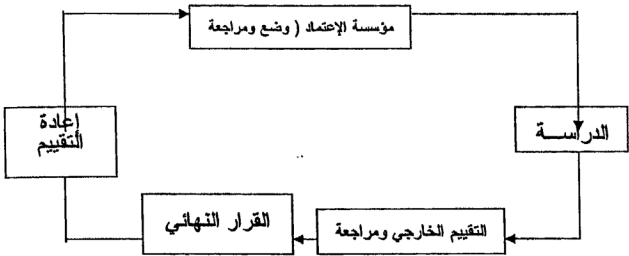 مؤسسة الإعتماد ( وضع ومراجعة
الدراســـة
التقييم الخارجي ومراجعة
القرار النهائي
إعادة
التقييم